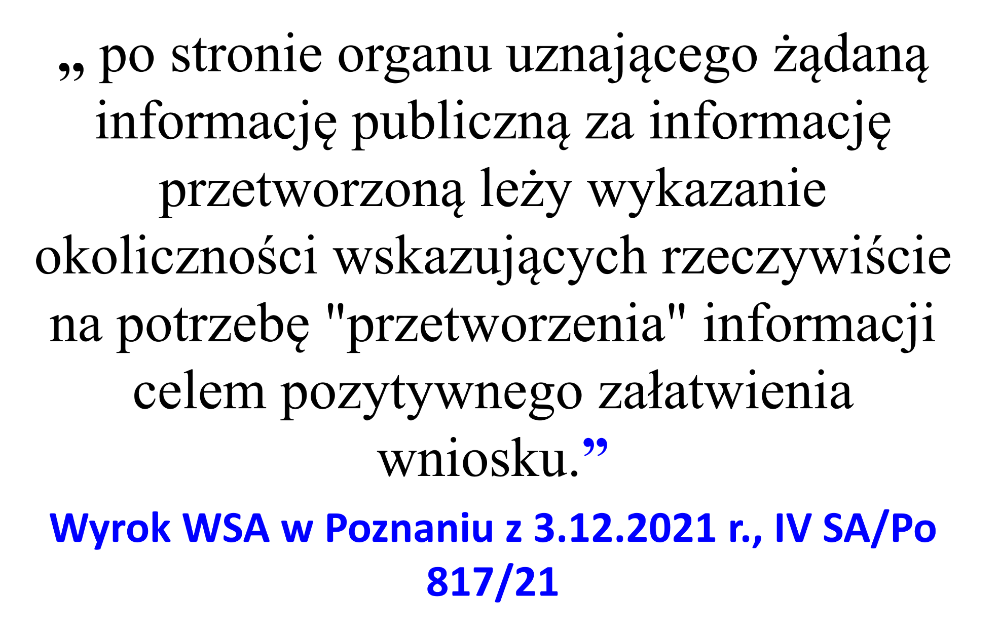 „ po stronie organu uznającego żądaną
informację publiczną za informację
przetworzoną leży wykazanie
okoliczności wskazujących rzeczywiście
na potrzebę "przetworzenia" informacji
celem pozytywnego załatwienia
wniosku.”
Wyrok WSA w Poznaniu z 3.12.2021 r., IV SA/Po
817/21